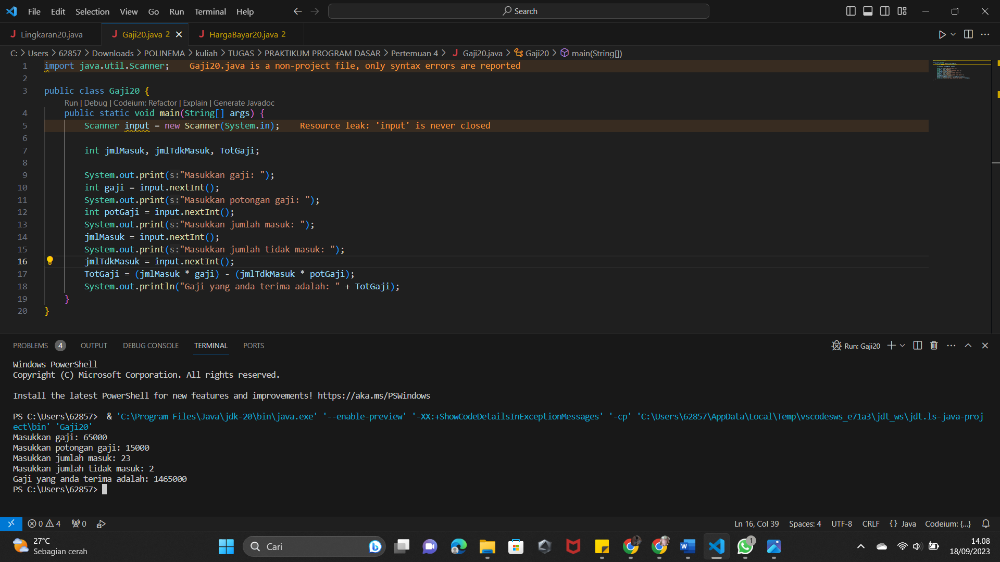 File Edit Selection View Go Run Terminal Help Search
Lingkaran20.java Gaji20.java 2 HargaBayar20.java 2
C: > Users > 62857 > Downloads > POLINEMA > kuliah > TUGAS > PRAKTIKUM PROGRAM DASAR > Pertemuan 4 > Gaji20.java > Gaji20 > main(String[])
1 import java.util.Scanner; Gaji20.java is a non-project file, only syntax errors are reported
2
3 public class Gaji20 {
Run | Debug | Codeium: Refactor | Explain | Generate Javadoc
4 public static void main(String[] args) {
5 Scanner input = new Scanner(System.in); Resource leak: 'input' is never closed
6
7 int jmlMasuk, jmlTdkMasuk, TotGaji;
8
9 System.out.print(s:"Masukkan gaji: ");
10 int gaji = input.nextInt();
11 System.out.print(s:"Masukkan potongan gaji: ");
12 int potGaji = input.nextInt();
13 System.out.print(s:"Masukkan jumlah masuk: ");
14 jmlMasuk = input.nextInt();
15 System.out.print(s:"Masukkan jumlah tidak masuk: ");
16 jmlTdkMasuk = input.nextInt();
17 TotGaji = (jmlMasuk * gaji) - (jmlTdkMasuk * potGaji);
18 System.out.println("Gaji yang anda terima adalah: " + TotGaji);
19 }
20 }
PROBLEMS 4 OUTPUT DEBUG CONSOLE TERMINAL PORTS Run: Gaji20
Windows PowerShell
Copyright (C) Microsoft Corporation. All rights reserved.
Install the latest PowerShell for new features and improvements! https://aka.ms/PSWindows
PS C:\Users\62857> & 'C:\Program Files\Java\jdk-20\bin\java.exe' '--enable-preview' '-XX:+ShowCodeDetailsInExceptionMessages' '-cp' 'C:\Users\62857\AppData\Local\Temp\vscodesws_e71a3\jdt_ws\jdt.ls-java-proj
ect\bin' 'Gaji20'
Masukkan gaji: 65000
Masukkan potongan gaji: 15000
Masukkan jumlah masuk: 23
Masukkan jumlah tidak masuk: 2
Gaji yang anda terima adalah: 1465000
PS C:\Users\62857>
0 4 0 Ln 16, Col 39 Spaces: 4 UTF-8 CRLF {} Java Codeium: {...}
27°C
Sebagian cerah
Cari
1
14.08
18/09/2023